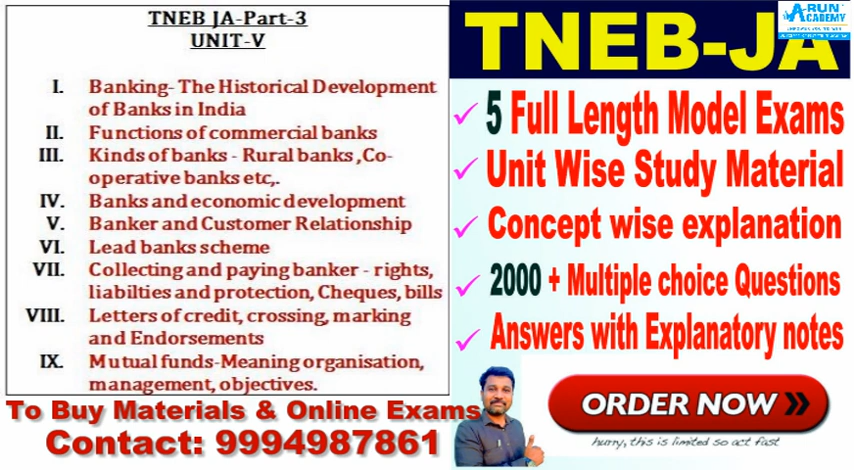 TNEB JA-Part-3
UNIT-V
I. Banking- The Historical Development
of Banks in India
II. Functions of commercial banks
III. Kinds of banks - Rural banks ,Co-
operative banks etc,.
IV. Banks and economic development
V. Banker and Customer Relationship
VI. Lead banks scheme
VII. Collecting and paying banker - rights,
liabilties and protection, Cheques, bills
VIII. Letters of credit, crossing, marking
and Endorsements
IX. Mutual funds-Meaning organisation,
management, objectives.
To Buy Materials & Online Exams
Contact: 9994987861
ARUN
ACADEMY
TNEB-JA
5 Full Length Model Exams
Unit Wise Study Material
Concept wise explanation
2000 + Multiple choice Questions
Answers with Explanatory notes
ORDER NOW »
hurry, this is limited so act fast